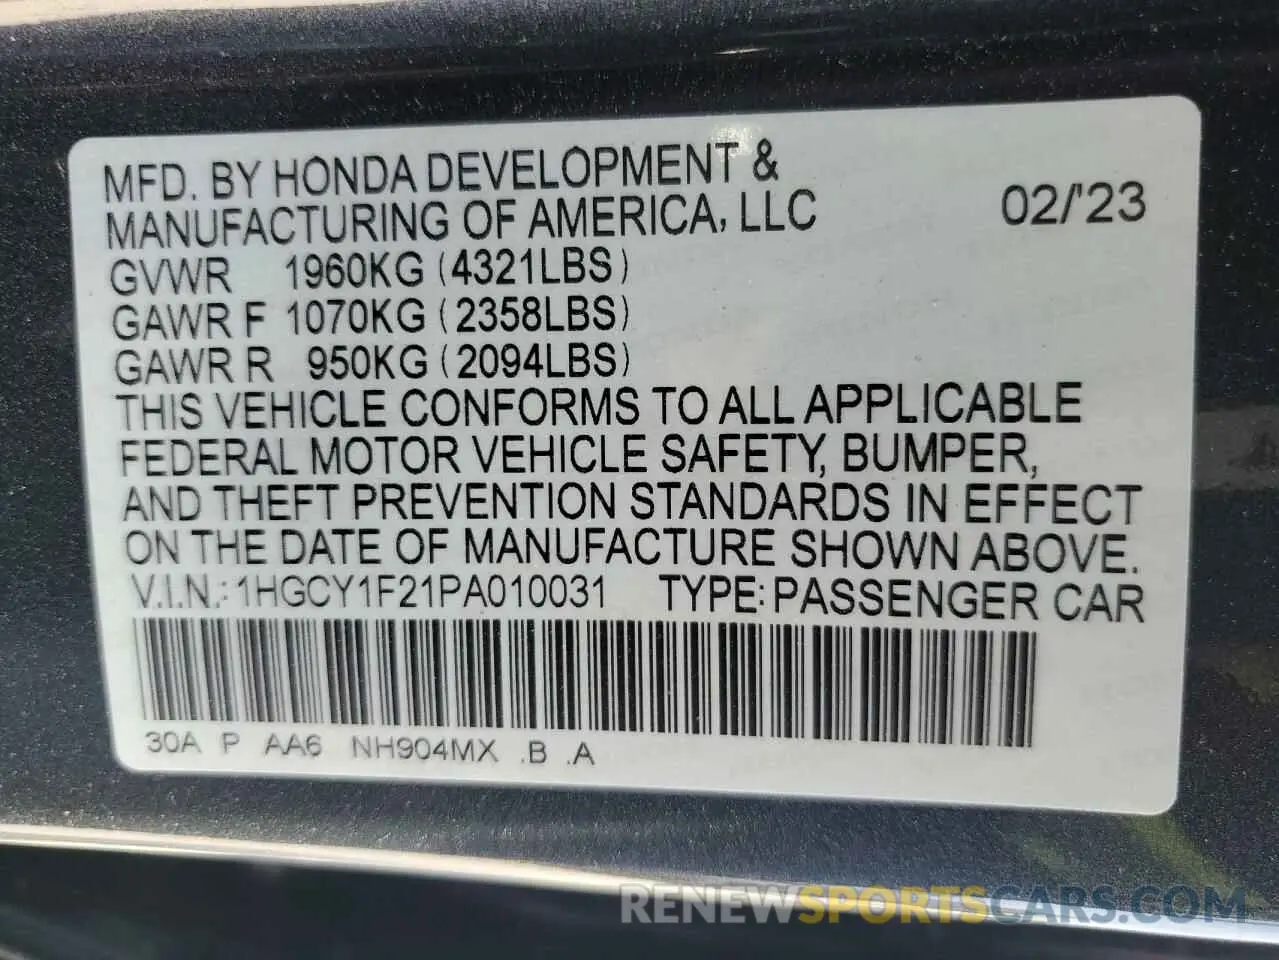 MFD. BY HONDA DEVELOPMENT &
MANUFACTURING OF AMERICA, LLC 02/'23
GVWR 1960KG (4321LBS)
GAWR F 1070KG (2358LBS)
GAWR R 950KG (2094LBS)
THIS VEHICLE CONFORMS TO ALL APPLICABLE
FEDERAL MOTOR VEHICLE SAFETY, BUMPER,
AND THEFT PREVENTION STANDARDS IN EFFECT
ON THE DATE OF MANUFACTURE SHOWN ABOVE.
V.I.N.: 1HGCY1F21PA010031 TYPE: PASSENGER CAR
30A P AA6 NH904MX .B .A
RENEWSPORTSCARS.COM